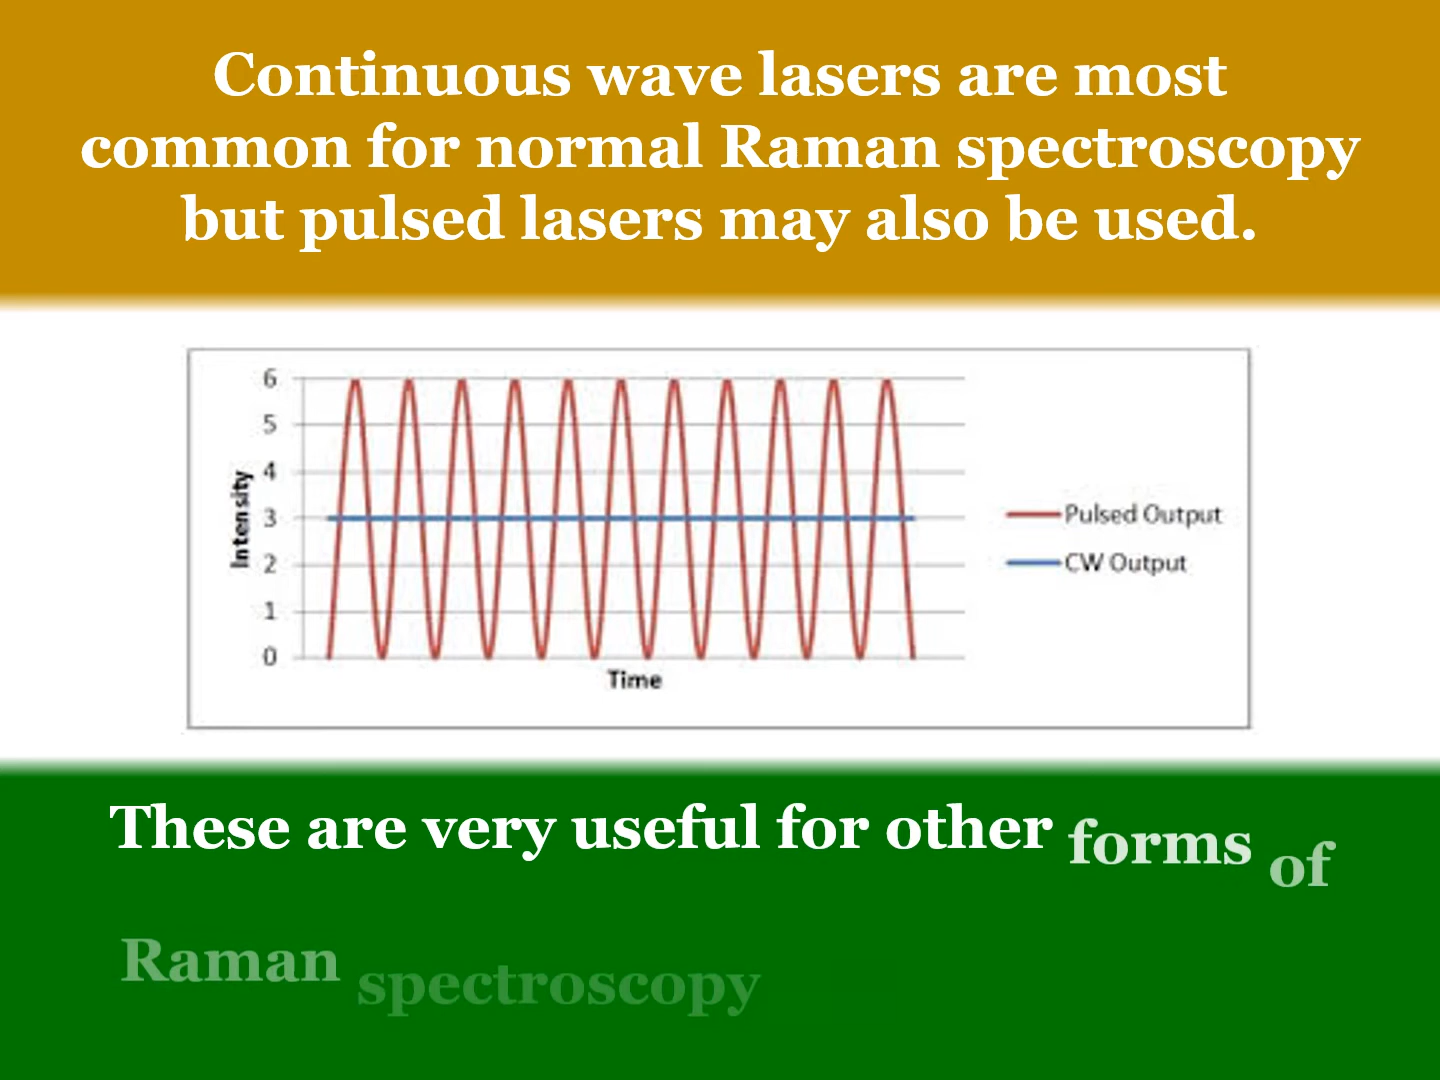 Continuous wave lasers are most
common for normal Raman spectroscopy
but pulsed lasers may also be used.
6
5
4
3
2
1
0
Intensity
Time
Pulsed Output
CW Output
These are very useful for other forms of
Raman spectroscopy